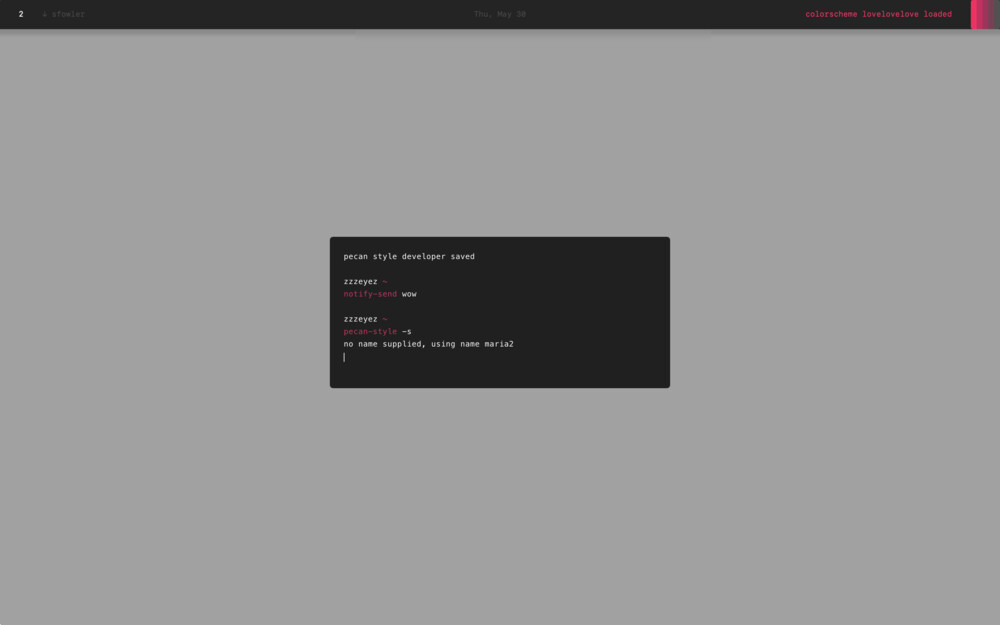 2
# sfowler
Thu, May 30
colorscheme lovelovelove loaded
pecan style developer saved
zzzeyez ~
notify-send wow
zzzeyez ~
pecan-style -s
no name supplied, using name maria2